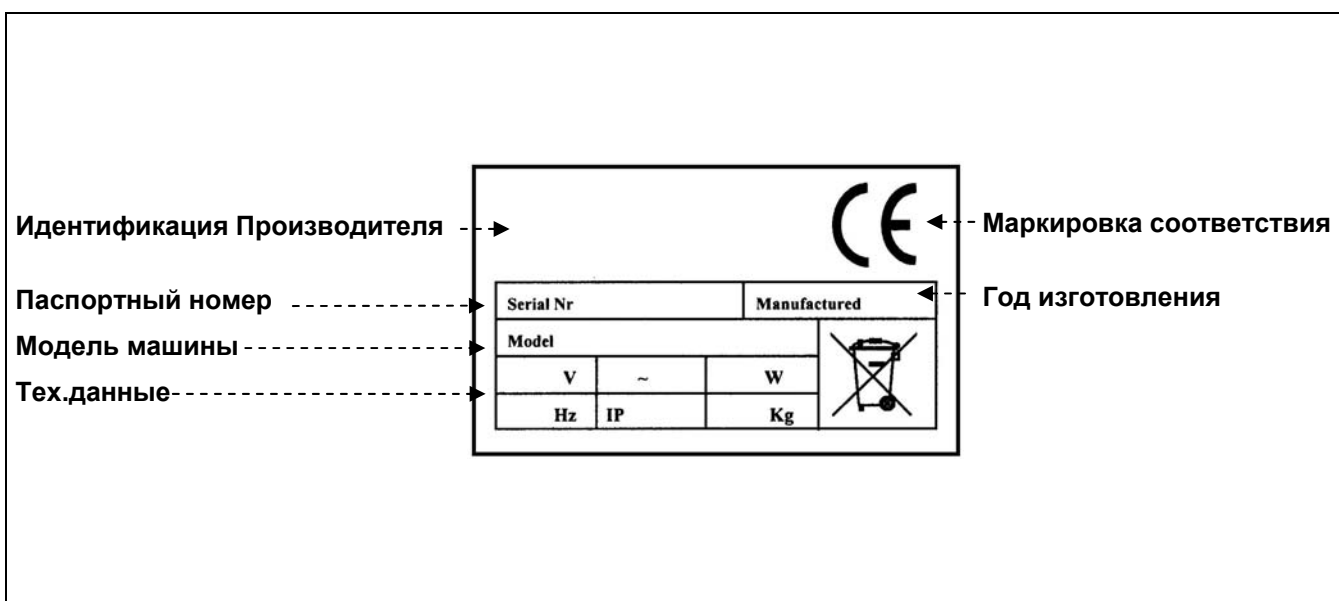 CE
Идентификация Производителя
Маркировка соответствия
Паспортный номер
Serial Nr
Manufactured
Год изготовления
Модель машины
Model
Тех.данные
V ~ W
Hz IP Kg